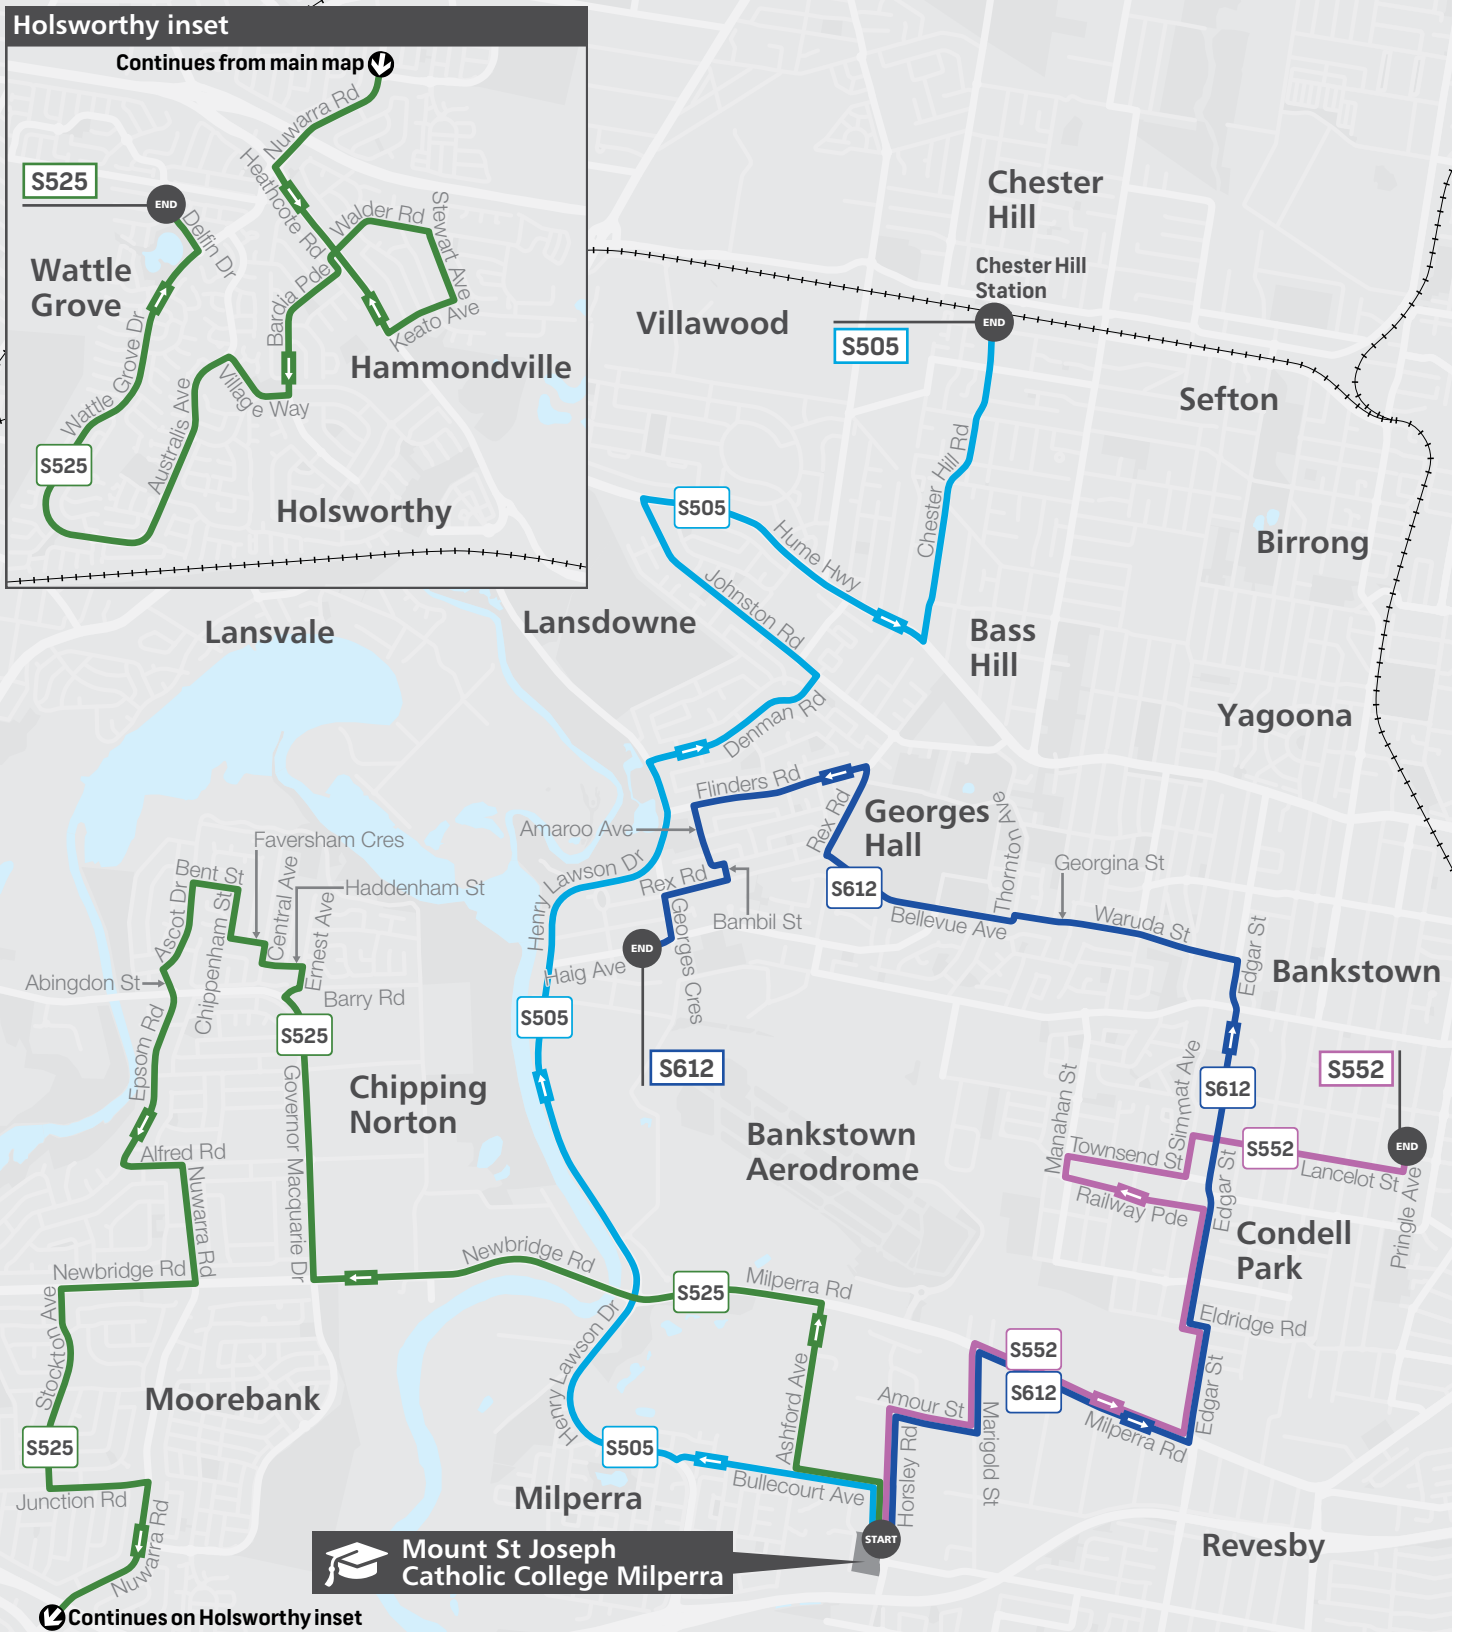 Holsworthy inset
Continues from main map
Nuwarra Rd
Heathcote Rd
S525
END
Delfin Dr
Walder Rd
Stewart Ave
Wattle
Grove
Bardia Pde
Keato Ave
Wattle Grove Dr
Hammondville
Village Way
Australis Ave
S525
Holsworthy
Chester
Hill
Chester Hill
Station
Villawood
END
S505
Sefton
Chester Hill Rd
S505
Hume Hwy
Birrong
Johnston Rd
Lansvale
Lansdowne
Bass
Hill
Denman Rd
Yagoona
Flinders Rd
Rex Rd
Georges
Hall
Thornton Ave
Amaroo Ave
Faversham Cres
Georgina St
Henry Lawson Dr
Bent St
Central Ave
Haddenham St
Rex Rd
S612
Ascot Dr
Chippenham St
Ernest Ave
Georges Cres
Bambil St
Bellevue Ave
Waruda St
Edgar St
END
Haig Ave
Bankstown
Abingdon St
Barry Rd
S505
S525
Epsom Rd
S612
S552
Simmat Ave
Manahan St
S612
Chipping
Norton
Governor Macquarie Dr
Bankstown
Aerodrome
Townsend St
S552
END
Alfred Rd
Lancelot St
Nuwarra Rd
Railway Pde
Edgar St
Pringle Ave
Condell
Park
Newbridge Rd
Newbridge Rd
S525
Milperra Rd
Henry Lawson Dr
Eldridge Rd
Stockton Ave
S552
S612
Ashford Ave
Edgar St
Moorebank
Amour St
Marigold St
Milperra Rd
Horsley Rd
S525
S505
Bullecourt Ave
Junction Rd
Milperra
Nuwarra Rd
START
Revesby
Mount St Joseph
Catholic College Milperra
Continues on Holsworthy inset